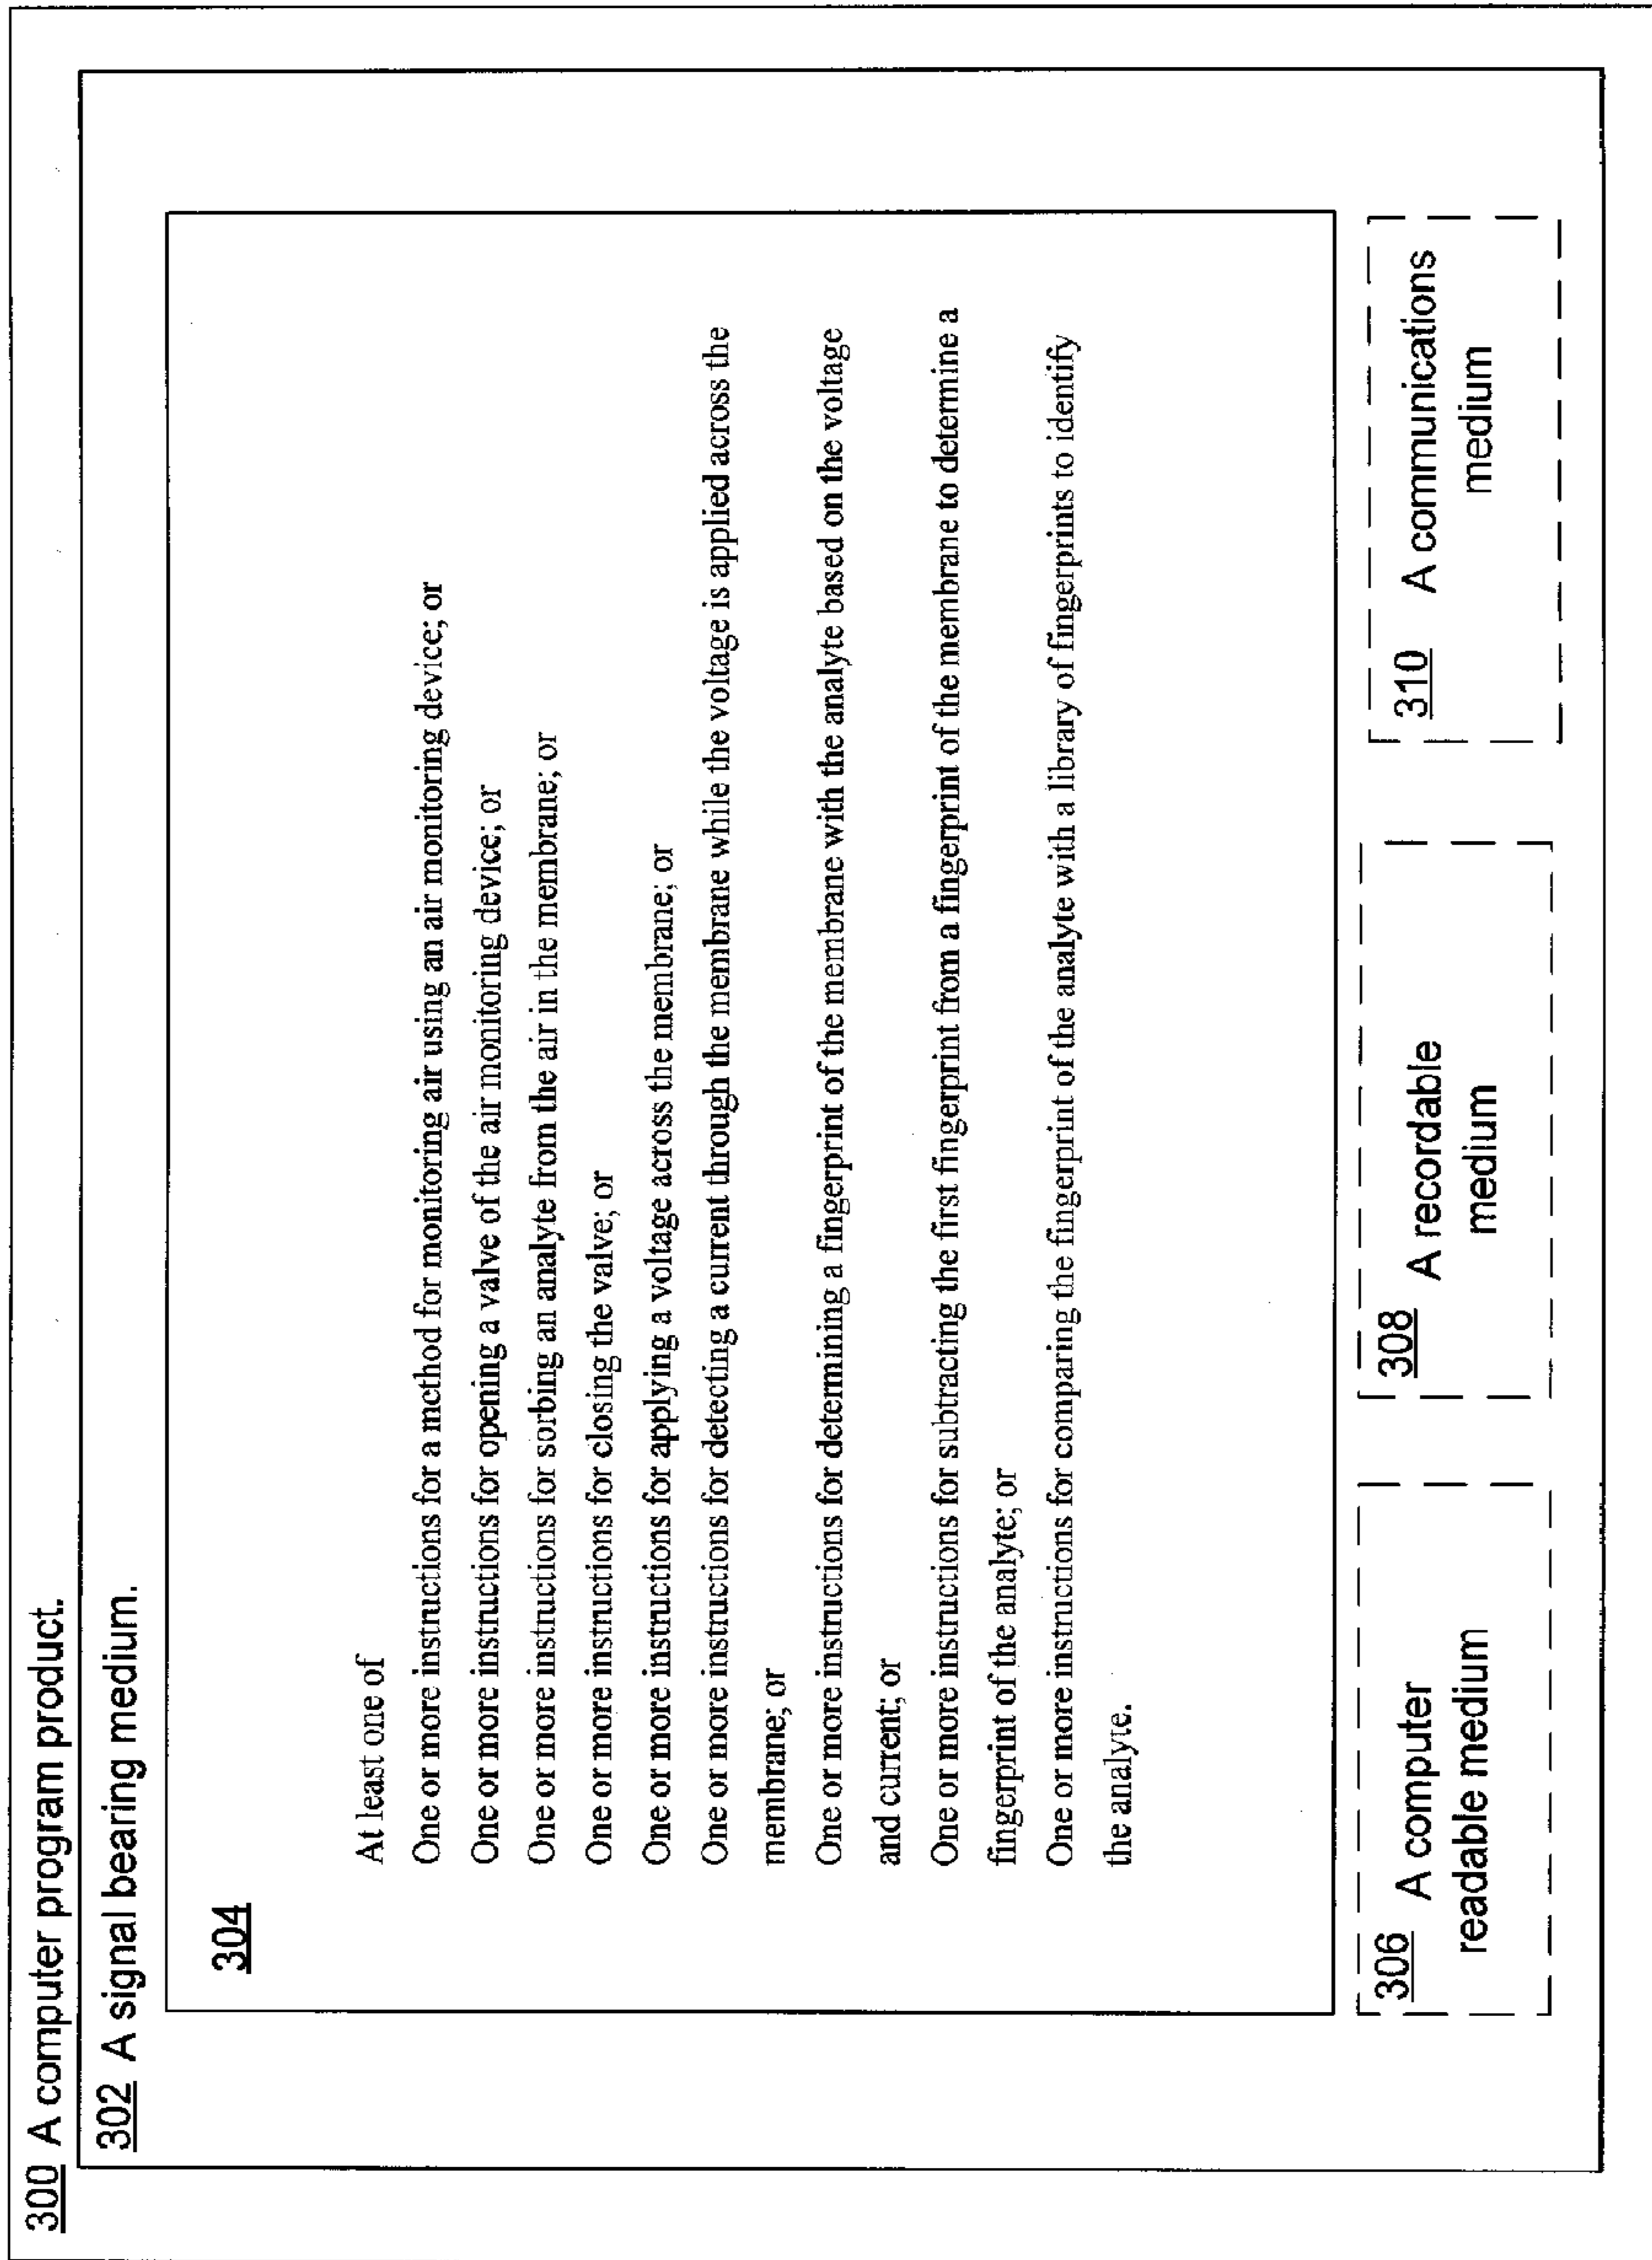 300 A computer program product.
302 A signal bearing medium.
304
At least one of
One or more instructions for a method for monitoring air using an air monitoring device; or
One or more instructions for opening a valve of the air monitoring device; or
One or more instructions for sorbing an analyte from the air in the membrane; or
One or more instructions for closing the valve; or
One or more instructions for applying a voltage across the membrane; or
One or more instructions for detecting a current through the membrane while the voltage is applied across the
membrane; or
One or more instructions for determining a fingerprint of the membrane with the analyte based on the voltage
and current; or
One or more instructions for subtracting the first fingerprint from a fingerprint of the membrane to determine a
fingerprint of the analyte; or
One or more instructions for comparing the fingerprint of the analyte with a library of fingerprints to identify
the analyte.
306 A computer
readable medium
308 A recordable
medium
310 A communications
medium